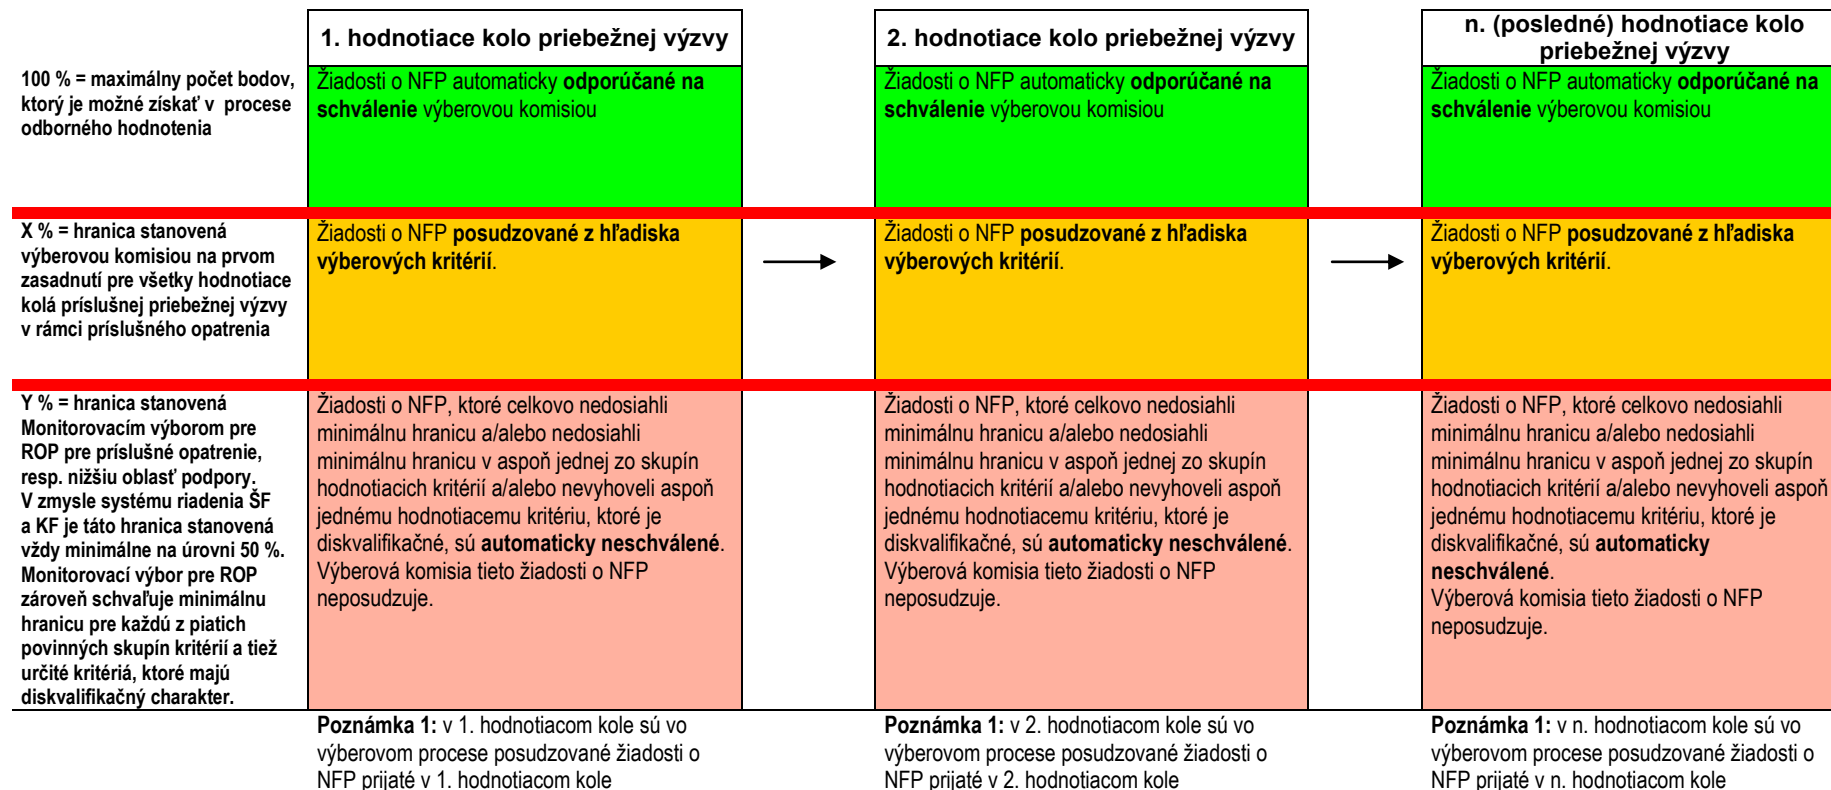 1. hodnotiace kolo priebežnej výzvy
2. hodnotiace kolo priebežnej výzvy
n. (posledné) hodnotiace kolo
priebežnej výzvy
100 % = maximálny počet bodov,
ktorý je možné získať v procese
odborného hodnotenia
Žiadosti o NFP automaticky odporúčané na
schválenie výberovou komisiou
Žiadosti o NFP automaticky odporúčané na
schválenie výberovou komisiou
Žiadosti o NFP automaticky odporúčané na
schválenie výberovou komisiou
X % = hranica stanovená
výberovou komisiou na prvom
zasadnutí pre všetky hodnotiace
kolá príslušnej priebežnej výzvy
v rámci príslušného opatrenia
Žiadosti o NFP posudzované z hľadiska
výberových kritérií.
Žiadosti o NFP posudzované z hľadiska
výberových kritérií.
Žiadosti o NFP posudzované z hľadiska
výberových kritérií.
Y % = hranica stanovená
Monitorovacím výborom pre
ROP pre príslušné opatrenie,
resp. nižšiu oblasť podpory.
V zmysle systému riadenia ŠF
a KF je táto hranica stanovená
vždy minimálne na úrovni 50 %.
Monitorovací výbor pre ROP
zároveň schvaľuje minimálnu
hranicu pre každú z piatich
povinných skupín kritérií a tiež
určité kritériá, ktoré majú
diskvalifikačný charakter.
Žiadosti o NFP, ktoré celkovo nedosiahli
minimálnu hranicu a/alebo nedosiahli
minimálnu hranicu v aspoň jednej zo skupín
hodnotiacich kritérií a/alebo nevyhoveli aspoň
jednému hodnotiacemu kritériu, ktoré je
diskvalifikačné, sú automaticky neschválené.
Výberová komisia tieto žiadosti o NFP
neposudzuje.
Žiadosti o NFP, ktoré celkovo nedosiahli
minimálnu hranicu a/alebo nedosiahli
minimálnu hranicu v aspoň jednej zo skupín
hodnotiacich kritérií a/alebo nevyhoveli aspoň
jednému hodnotiacemu kritériu, ktoré je
diskvalifikačné, sú automaticky neschválené.
Výberová komisia tieto žiadosti o NFP
neposudzuje.
Žiadosti o NFP, ktoré celkovo nedosiahli
minimálnu hranicu a/alebo nedosiahli
minimálnu hranicu v aspoň jednej zo skupín
hodnotiacich kritérií a/alebo nevyhoveli aspoň
jednému hodnotiacemu kritériu, ktoré je
diskvalifikačné, sú automaticky
neschválené.
Výberová komisia tieto žiadosti o NFP
neposudzuje.
Poznámka 1: v 1. hodnotiacom kole sú vo
výberovom procese posudzované žiadosti o
NFP prijaté v 1. hodnotiacom kole
Poznámka 1: v 2. hodnotiacom kole sú vo
výberovom procese posudzované žiadosti o
NFP prijaté v 2. hodnotiacom kole
Poznámka 1: v n. hodnotiacom kole sú vo
výberovom procese posudzované žiadosti o
NFP prijaté v n. hodnotiacom kole